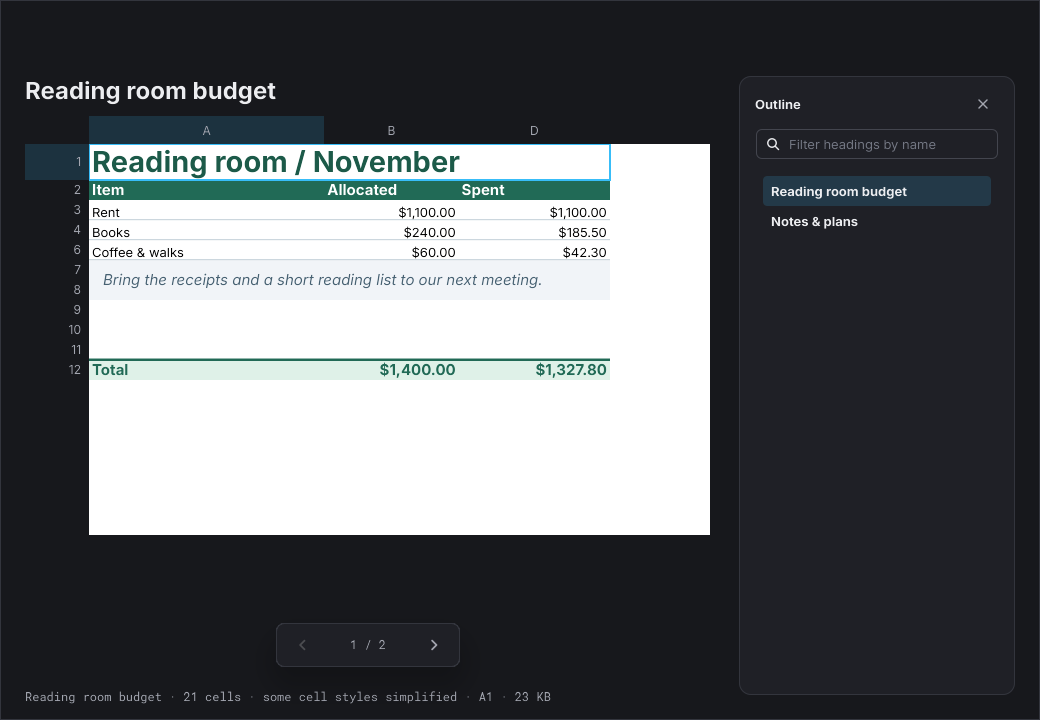 Reading room budget
A B D
1 Reading room / November
2 Item Allocated Spent
3 Rent $1,100.00 $1,100.00
4 Books $240.00 $185.50
6 Coffee & walks $60.00 $42.30
7
Bring the receipts and a short reading list to our next meeting.
8
9
10
11
12 Total $1,400.00 $1,327.80
1 / 2
Reading room budget · 21 cells · some cell styles simplified · A1 · 23 KB
Outline
Filter headings by name
Reading room budget
Notes & plans